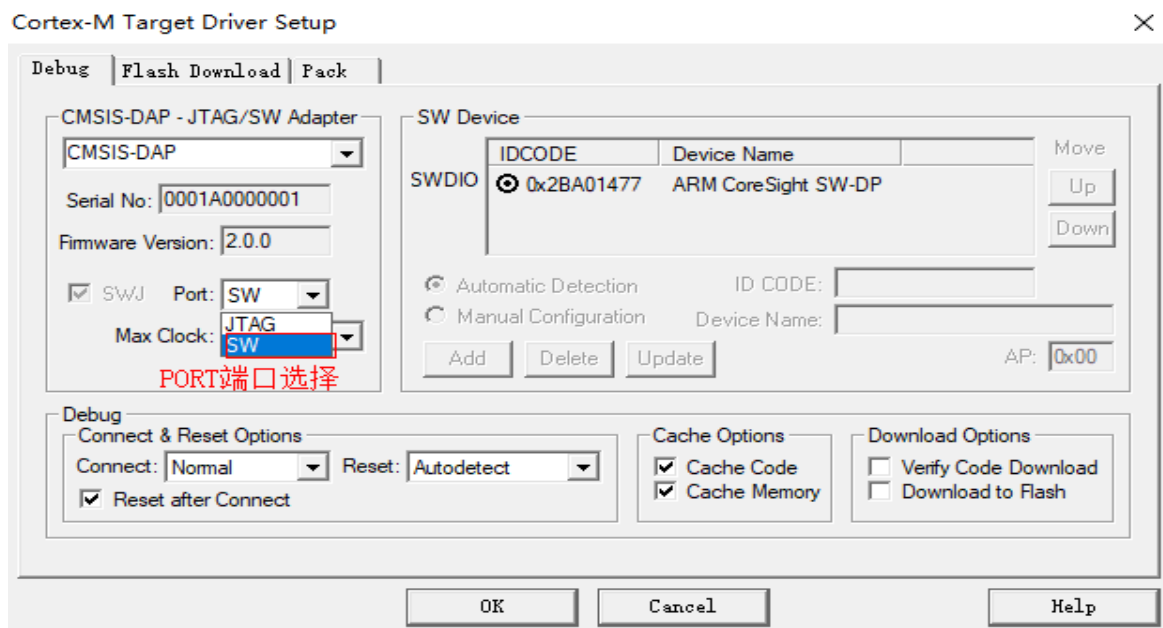 Cortex-M Target Driver Setup
Debug Flash Download Pack
CMSIS-DAP - JTAG/SW Adapter
CMSIS-DAP
Serial No: 0001A0000001
Firmware Version: 2.0.0
SWJ Port: SW
JTAG
SW
Max Clock:
PORT端口选择
SW Device
IDCODE Device Name
SWDIO 0x2BA01477 ARM CoreSight SW-DP
Move
Up
Down
Automatic Detection ID CODE:
Manual Configuration Device Name:
Add Delete Update AP: 0x00
Debug
Connect & Reset Options
Connect: Normal Reset: Autodetect
Reset after Connect
Cache Options
Cache Code
Cache Memory
Download Options
Verify Code Download
Download to Flash
OK Cancel Help